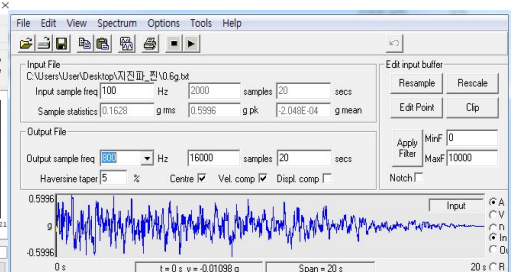 File Edit View Spectrum Options Tools Help
Input File
C:\Users\User\Desktop\지진파_찐\0.6g.txt
Input sample freq 100 Hz 2000 samples 20 secs
Sample statistics 0.1628 g rms 0.5996 g pk -2.048E-04 g mean
Output File
Output sample freq 800 Hz 16000 samples 20 secs
Haversine taper 5 % Centre Vel. comp Displ. comp
Edit input buffer
Resample Rescale
Edit Point Clip
Apply Filter MinF 0
MaxF 10000
Notch
0.5996 Input A
V
g D
In
-0.5996
0 s t = 0 s v = -0.01098 g Span = 20 s 20 s R